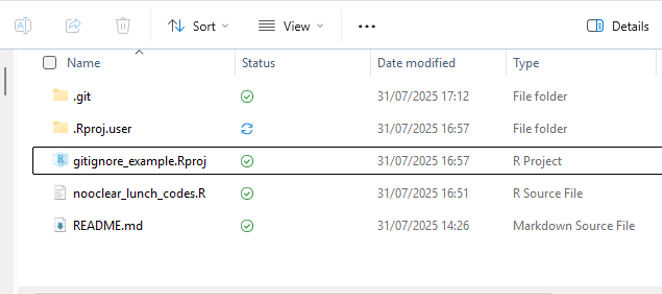 Sort View ... Details
Name Status Date modified Type
.git 31/07/2025 17:12 File folder
.Rproj.user 31/07/2025 16:57 File folder
gitignore_example.Rproj 31/07/2025 16:57 R Project
nooclear_lunch_codes.R 31/07/2025 16:51 R Source File
README.md 31/07/2025 14:26 Markdown Source File